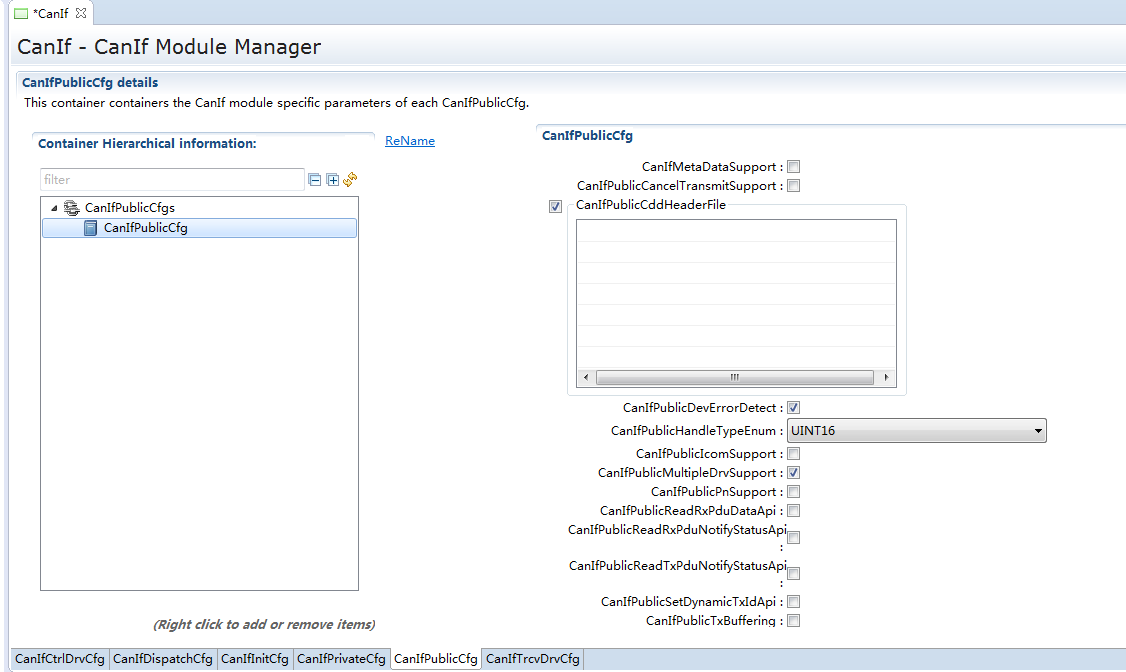 *CanIf
CanIf - CanIf Module Manager
CanIfPublicCfg details
This container containers the CanIf module specific parameters of each CanIfPublicCfg.
Container Hierarchical information:
ReName
filter
CanIfPublicCfgs
CanIfPublicCfg
(Right click to add or remove items)
CanIfPublicCfg
CanIfMetaDataSupport :
CanIfPublicCancelTransmitSupport :
CanIfPublicCddHeaderFile
CanIfPublicDevErrorDetect :
CanIfPublicHandleTypeEnum : UINT16
CanIfPublicIcomSupport :
CanIfPublicMultipleDrvSupport :
CanIfPublicPnSupport :
CanIfPublicReadRxPduDataApi :
CanIfPublicReadRxPduNotifyStatusApi
:
CanIfPublicReadTxPduNotifyStatusApi
:
CanIfPublicSetDynamicTxIdApi :
CanIfPublicTxBuffering :
CanIfCtrlDrvCfg CanIfDispatchCfg CanIfInitCfg CanIfPrivateCfg CanIfPublicCfg CanIfTrcvDrvCfg